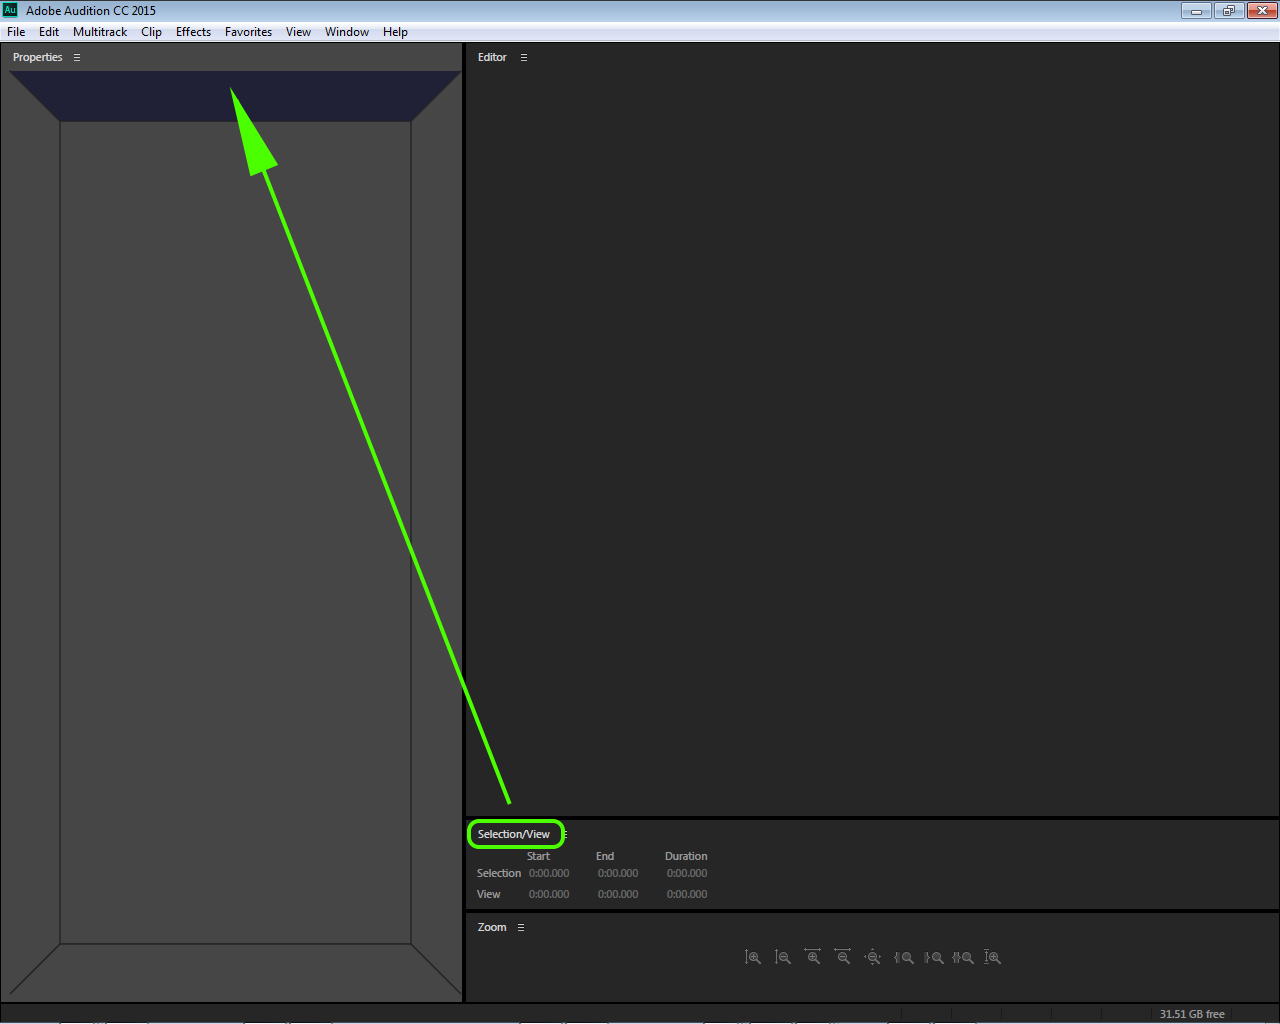 Au Adobe Audition CC 2015
File Edit Multitrack Clip Effects Favorites View Window Help
Properties
Editor
Selection/View
Start End Duration
Selection 0:00.000 0:00.000 0:00.000
View 0:00.000 0:00.000 0:00.000
Zoom
31.51 GB free